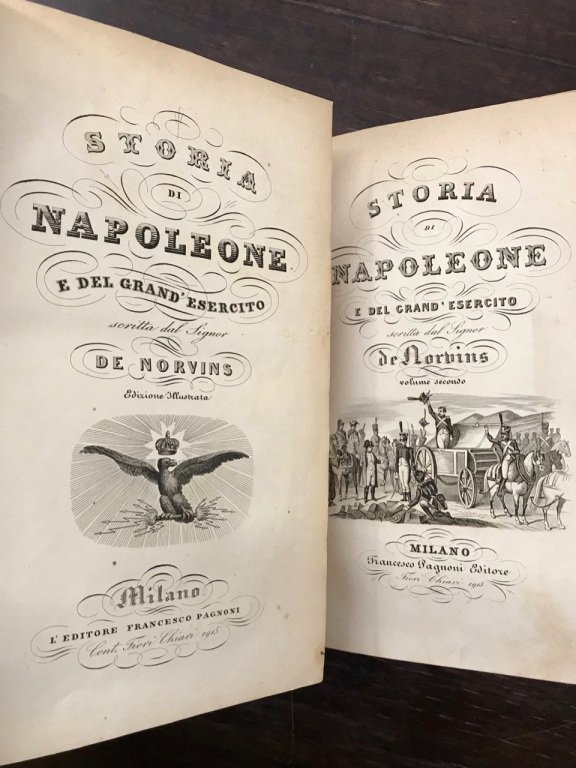 STORIA
DI
NAPOLEONE
E DEL GRAND'ESERCITO
scritta dal Signor
DE NORVINS
Edizione Illustrata
Milano
L'EDITORE FRANCESCO PAGNONI
Cont. Fiori Chiari 1915
STORIA
DI
NAPOLEONE
E DEL GRAND'ESERCITO
scritta dal Signor
de Norvins
volume secondo
MILANO
Francesco Pagnoni Editore
Fiori Chiari 1915